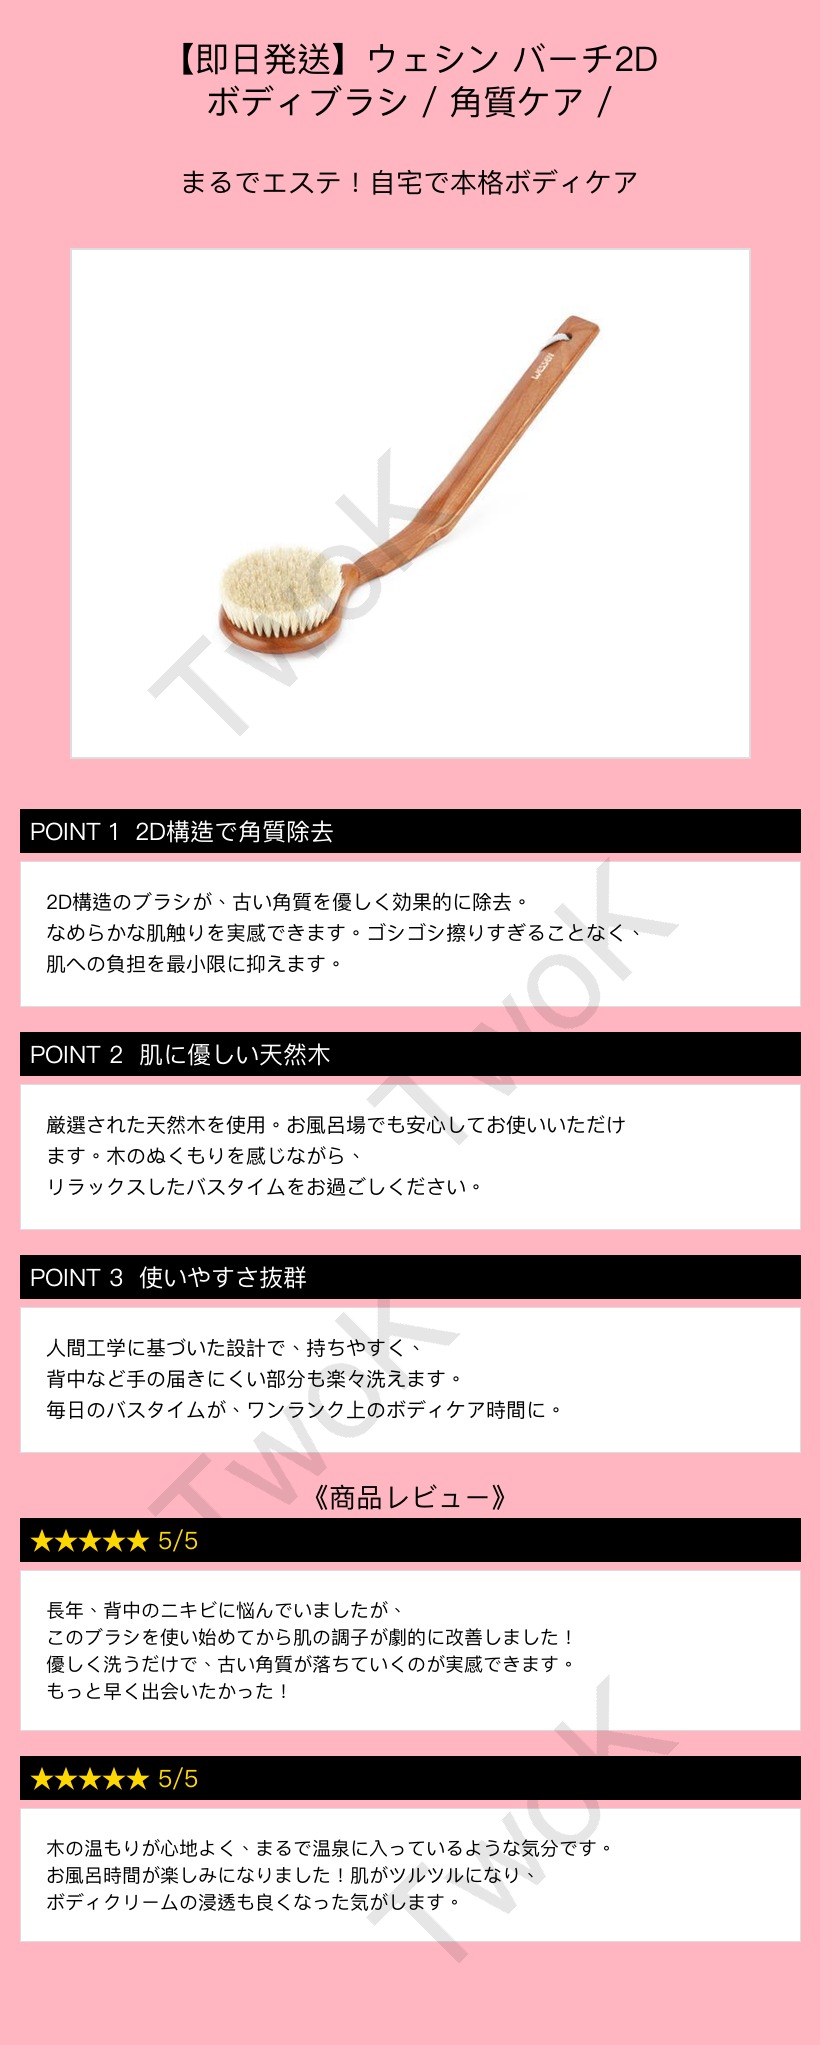 【即日発送】ウェシン バーチ2D
ボディブラシ / 角質ケア /
まるでエステ！自宅で本格ボディケア
WESSIN
TwoK
POINT 1 2D構造で角質除去
2D構造のブラシが、古い角質を優しく効果的に除去。
なめらかな肌触りを実感できます。ゴシゴシ擦りすぎることなく、
肌への負担を最小限に抑えます。
TwoK
POINT 2 肌に優しい天然木
厳選された天然木を使用。お風呂場でも安心してお使いいただけ
ます。木のぬくもりを感じながら、
リラックスしたバスタイムをお過ごしください。
POINT 3 使いやすさ抜群
人間工学に基づいた設計で、持ちやすく、
背中など手の届きにくい部分も楽々洗えます。
毎日のバスタイムが、ワンランク上のボディケア時間に。
TwoK
《商品レビュー》
★★★★★ 5/5
長年、背中のニキビに悩んでいましたが、
このブラシを使い始めてから肌の調子が劇的に改善しました！
優しく洗うだけで、古い角質が落ちていくのが実感できます。
もっと早く出会いたかった！
★★★★★ 5/5
木の温もりが心地よく、まるで温泉に入っているような気分です。
お風呂時間が楽しみになりました！肌がツルツルになり、
ボディクリームの浸透も良くなった気がします。
TwoK